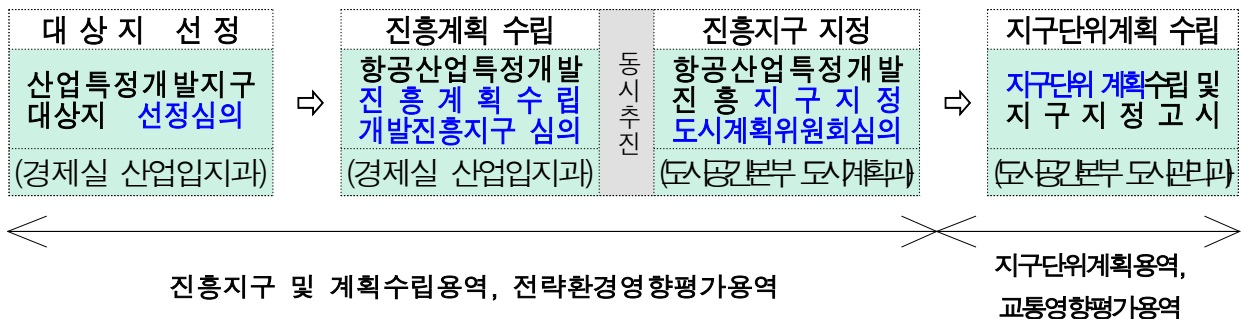 대 상 지 선 정
산업특정개발지구
대상지 선정심의
(경제실 산업입지과)
진흥계획 수립
항공산업특정개발
진 흥 계 획 수 립
개발진흥지구 심의
(경제실 산업입지과)
동시추진
진흥지구 지정
항공산업특정개발
진 흥 지 구 지 정
도시계획위원회심의
(도시공간본부 도시계획과)
지구단위계획 수립
지구단위 계획수립 및
지 구 지 정 고 시
(도시공간본부 도시관리과)
진흥지구 및 계획수립용역, 전략환경영향평가용역
지구단위계획용역,
교통영향평가용역